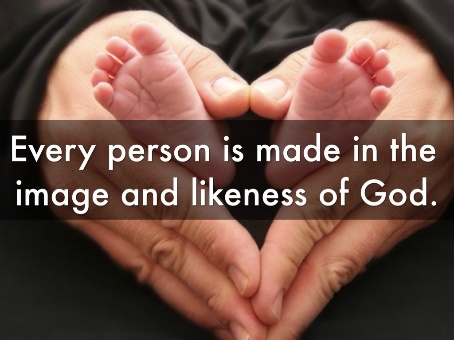 Every person is made in the
image and likeness of God.